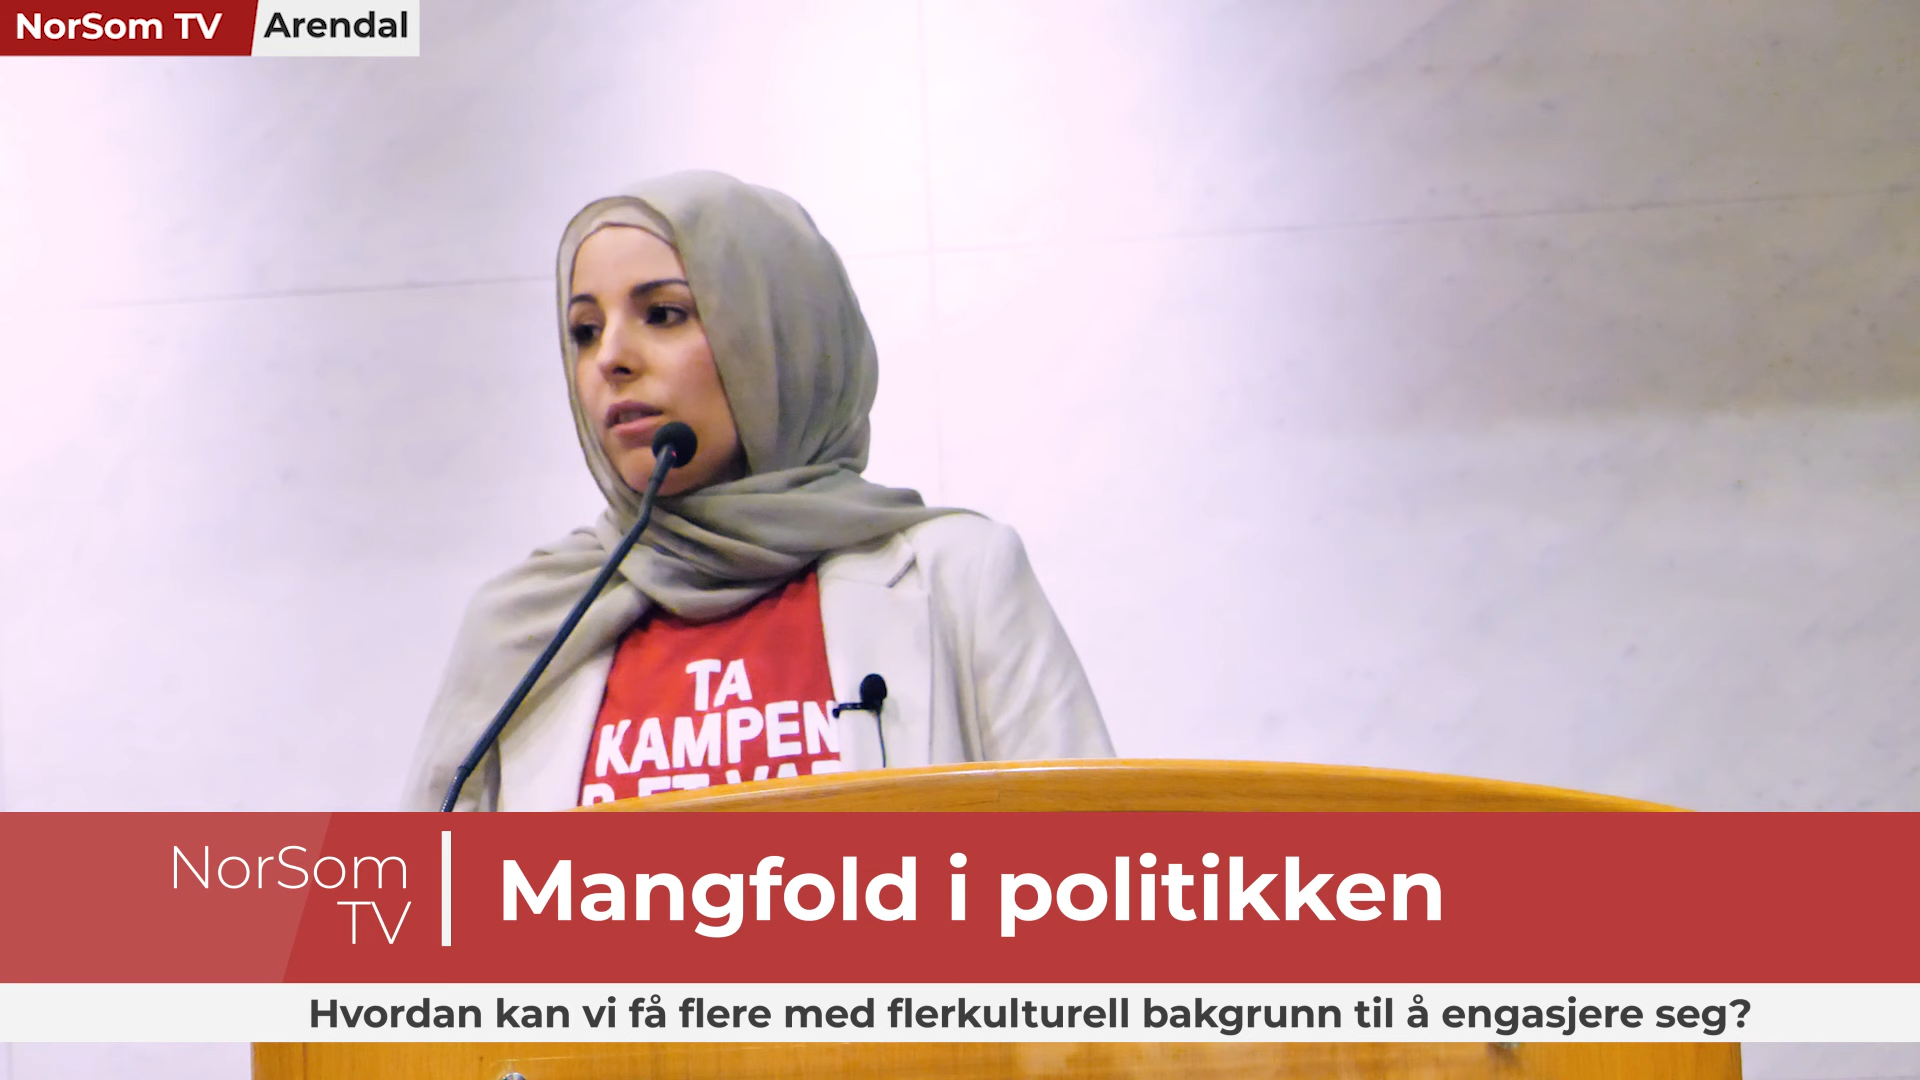 NorSom TV Arendal
TA
KAMPEN
NorSom
TV
Mangfold i politikken
Hvordan kan vi få flere med flerkulturell bakgrunn til å engasjere seg?